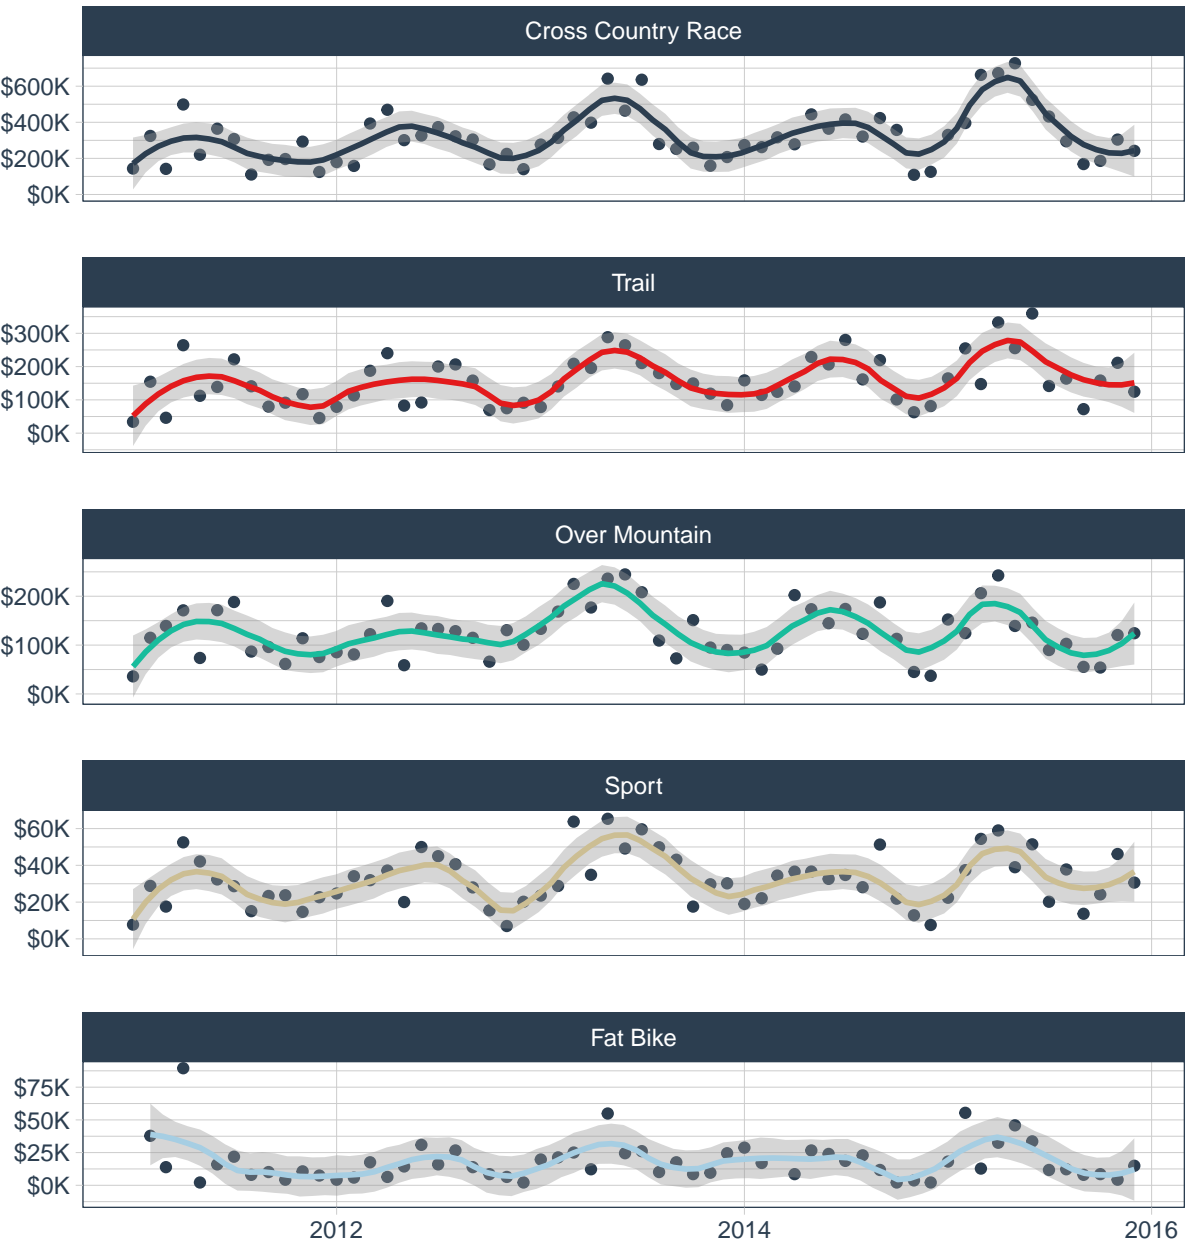 Cross Country Race
$600K
$400K
$200K
$0K
Trail
$300K
$200K
$100K
$0K
Over Mountain
$200K
$100K
$0K
Sport
$60K
$40K
$20K
$0K
Fat Bike
$75K
$50K
$25K
$0K
2012 2014 2016